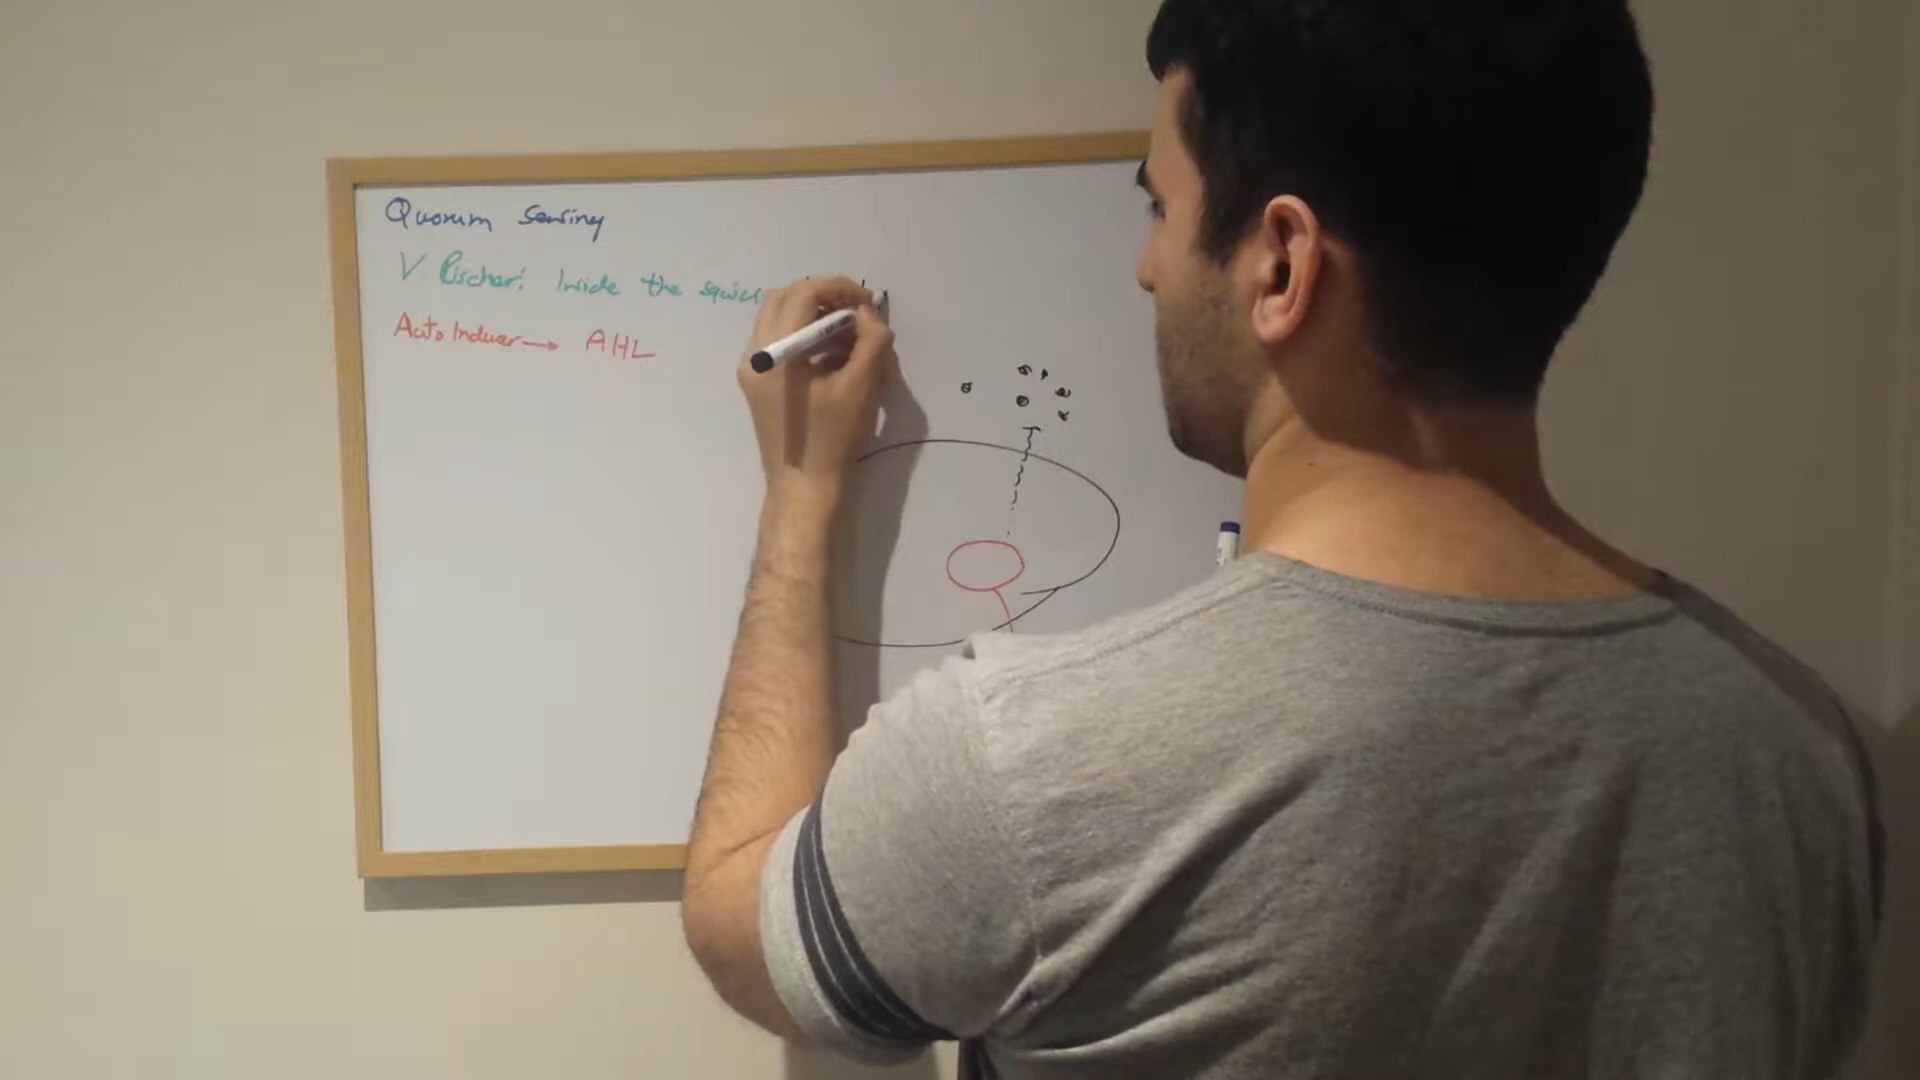 Quorum Sensing
V. Fischeri Inside the squid
Auto Inducer → AHL